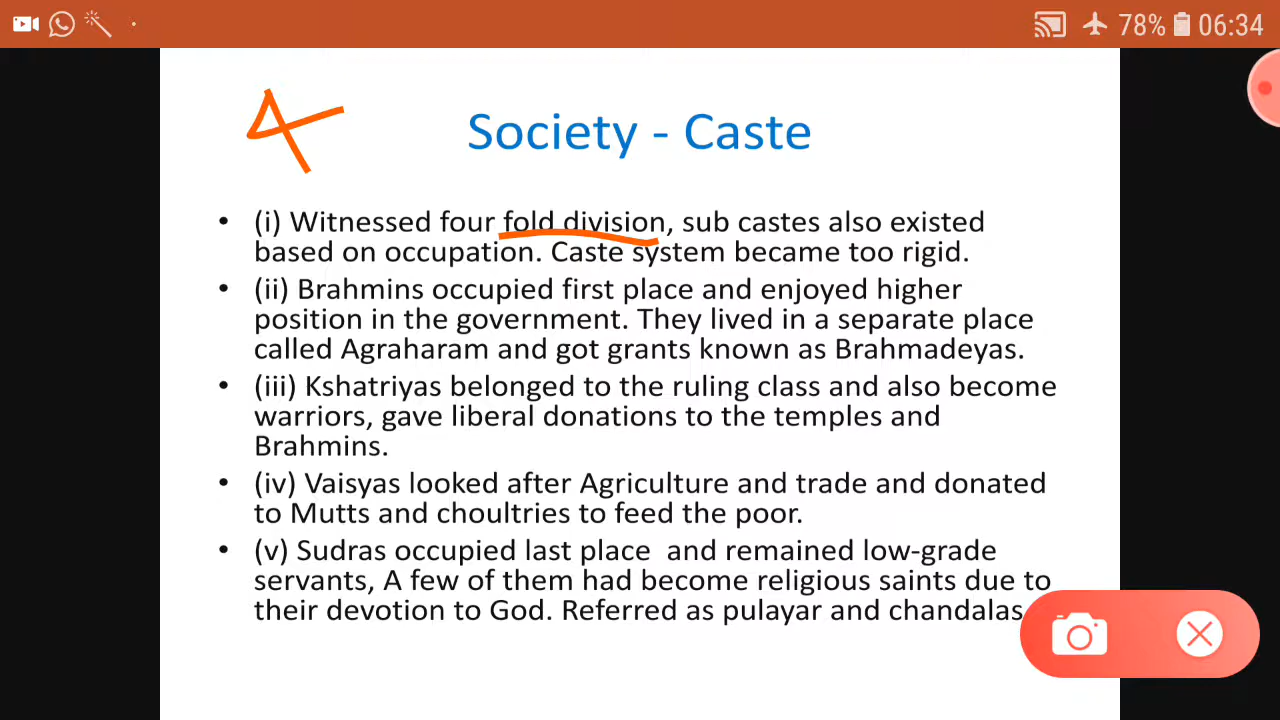 78% 06:34
4
Society - Caste
• (i) Witnessed four fold division, sub castes also existed
based on occupation. Caste system became too rigid.
• (ii) Brahmins occupied first place and enjoyed higher
position in the government. They lived in a separate place
called Agraharam and got grants known as Brahmadeyas.
• (iii) Kshatriyas belonged to the ruling class and also become
warriors, gave liberal donations to the temples and
Brahmins.
• (iv) Vaisyas looked after Agriculture and trade and donated
to Mutts and choultries to feed the poor.
• (v) Sudras occupied last place and remained low-grade
servants, A few of them had become religious saints due to
their devotion to God. Referred as pulayar and chandalas